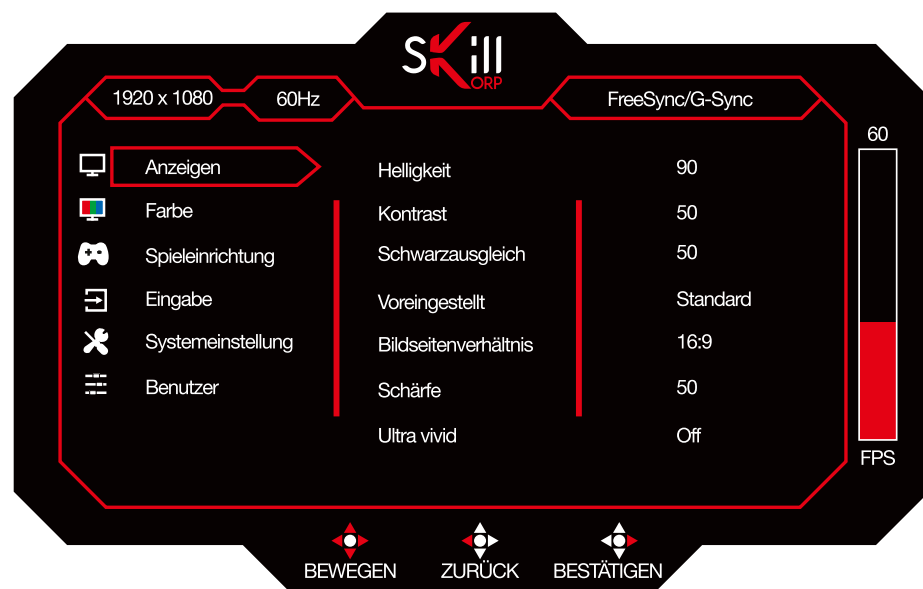 SKill
ORP
1920 x 1080 60Hz FreeSync/G-Sync
60
Anzeigen Helligkeit 90
Farbe Kontrast 50
Spieleinrichtung Schwarzausgleich 50
Eingabe Voreingestellt Standard
Systemeinstellung Bildseitenverhältnis 16:9
Benutzer Schärfe 50
Ultra vivid Off
FPS
BEWEGEN ZURÜCK BESTÄTIGEN